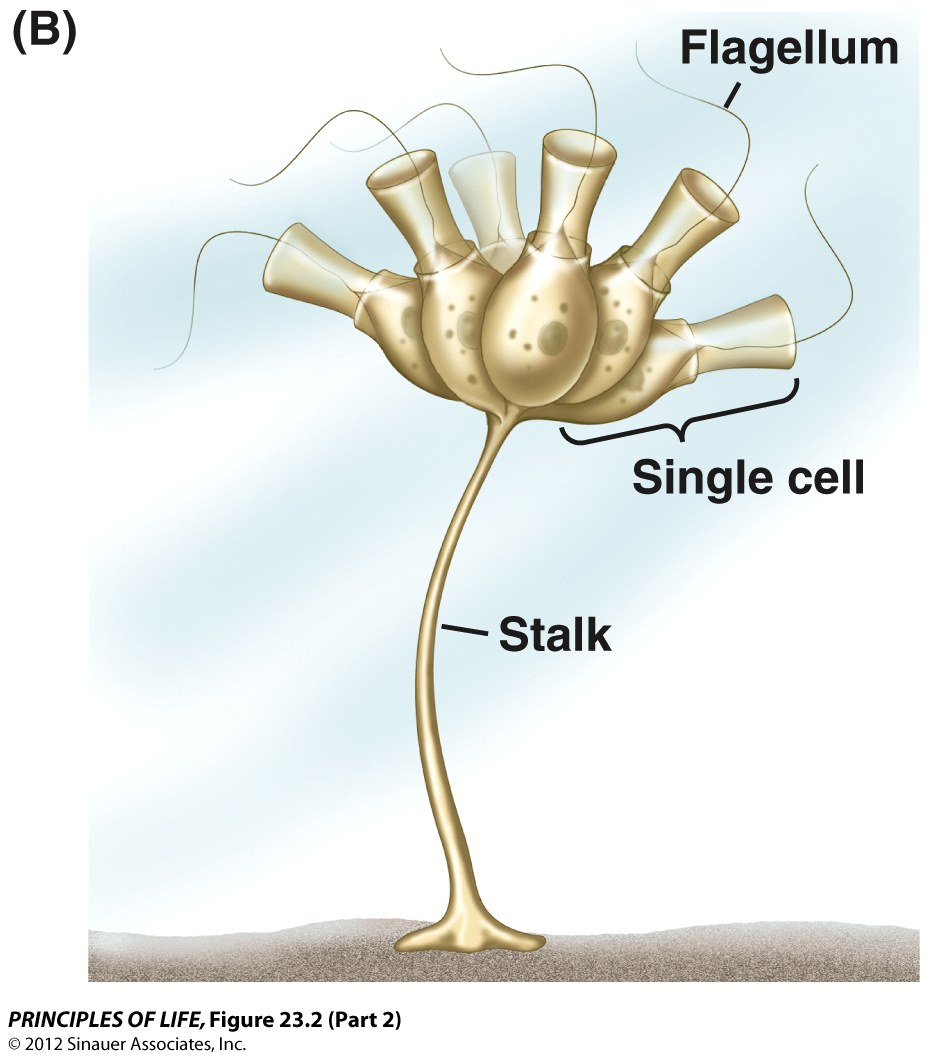 (B)
Flagellum
Single cell
Stalk
PRINCIPLES OF LIFE, Figure 23.2 (Part 2)
© 2012 Sinauer Associates, Inc.